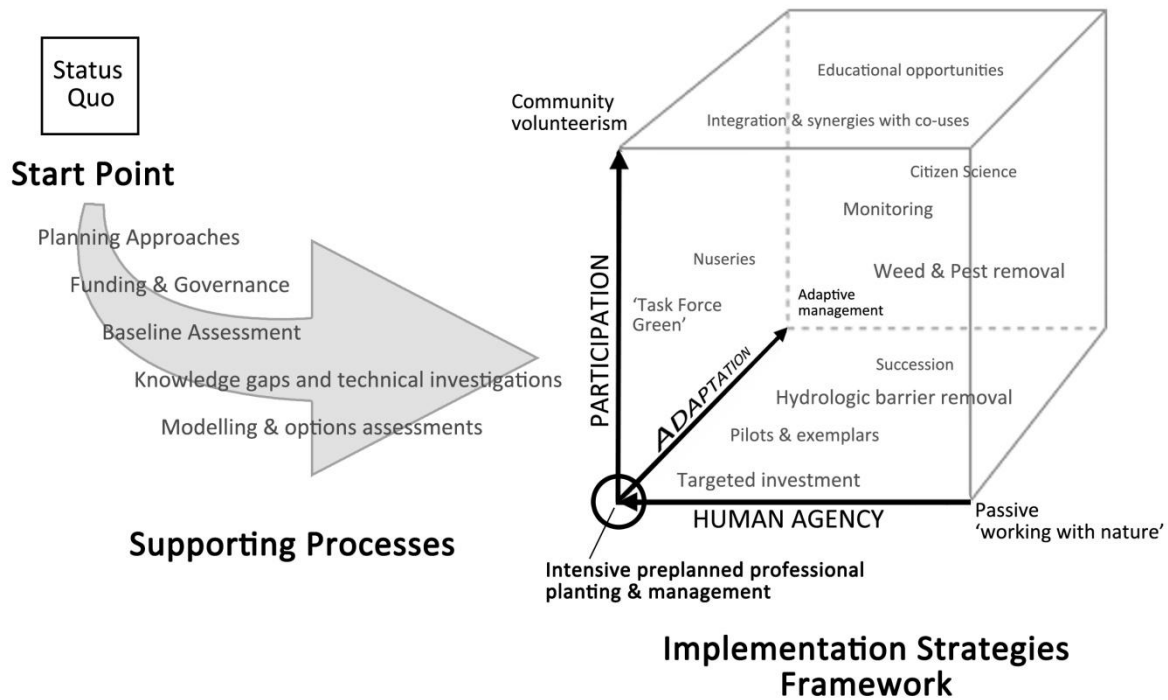 Status
Quo
Start Point
Planning Approaches
Funding & Governance
Baseline Assessment
Knowledge gaps and technical investigations
Modelling & options assessments
Supporting Processes
Community
volunteerism
Educational opportunities
Integration & synergies with co-uses
Citizen Science
Monitoring
Nuseries
Weed & Pest removal
'Task Force
Green'
Adaptive
management
PARTICIPATION
ADAPTATION
Succession
Hydrologic barrier removal
Pilots & exemplars
Targeted investment
HUMAN AGENCY
Passive
'working with nature'
Intensive preplanned professional
planting & management
Implementation Strategies
Framework